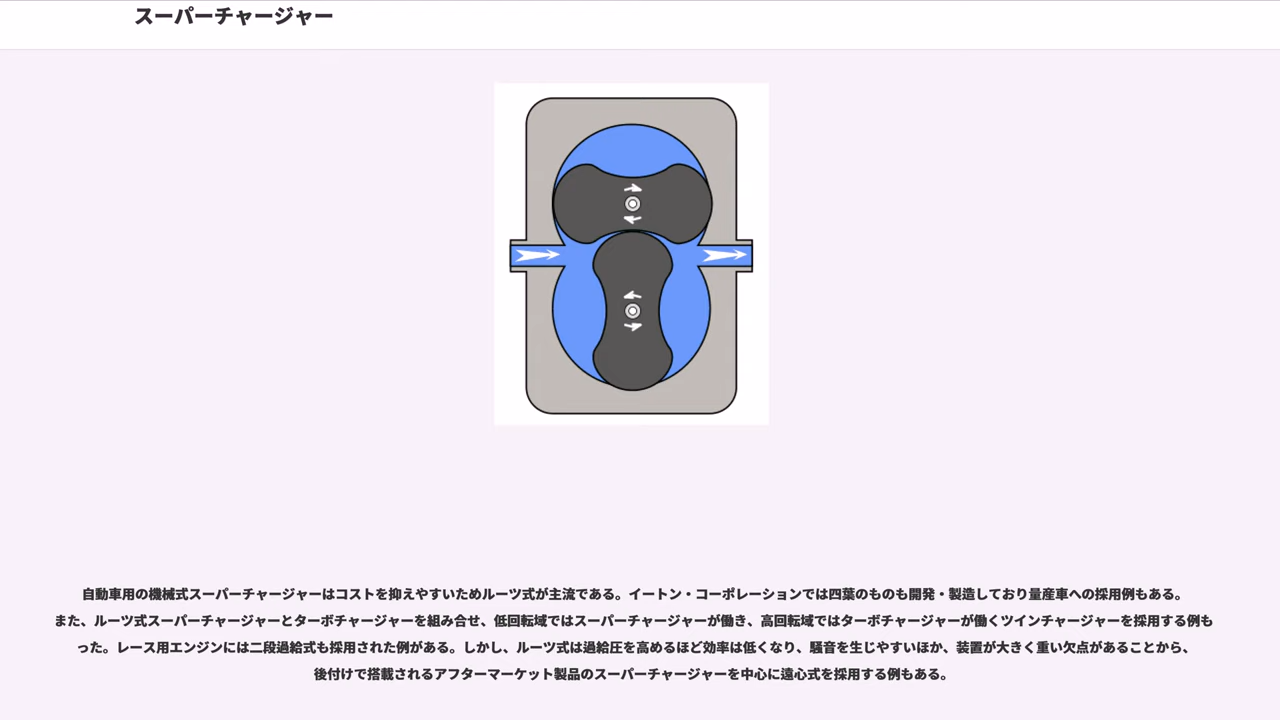 スーパーチャージャー
自動車用の機械式スーパーチャージャーはコストを抑えやすいためルーツ式が主流である。イートン・コーポレーションでは四葉のものも開発・製造しており量産車への採用例もある。
また、ルーツ式スーパーチャージャーとターボチャージャーを組み合せ、低回転域ではスーパーチャージャーが働き、高回転域ではターボチャージャーが働くツインチャージャーを採用する例も
った。レース用エンジンには二段過給式も採用された例がある。しかし、ルーツ式は過給圧を高めるほど効率は低くなり、騒音を生じやすいほか、装置が大きく重い欠点があることから、
後付けで搭載されるアフターマーケット製品のスーパーチャージャーを中心に遠心式を採用する例もある。